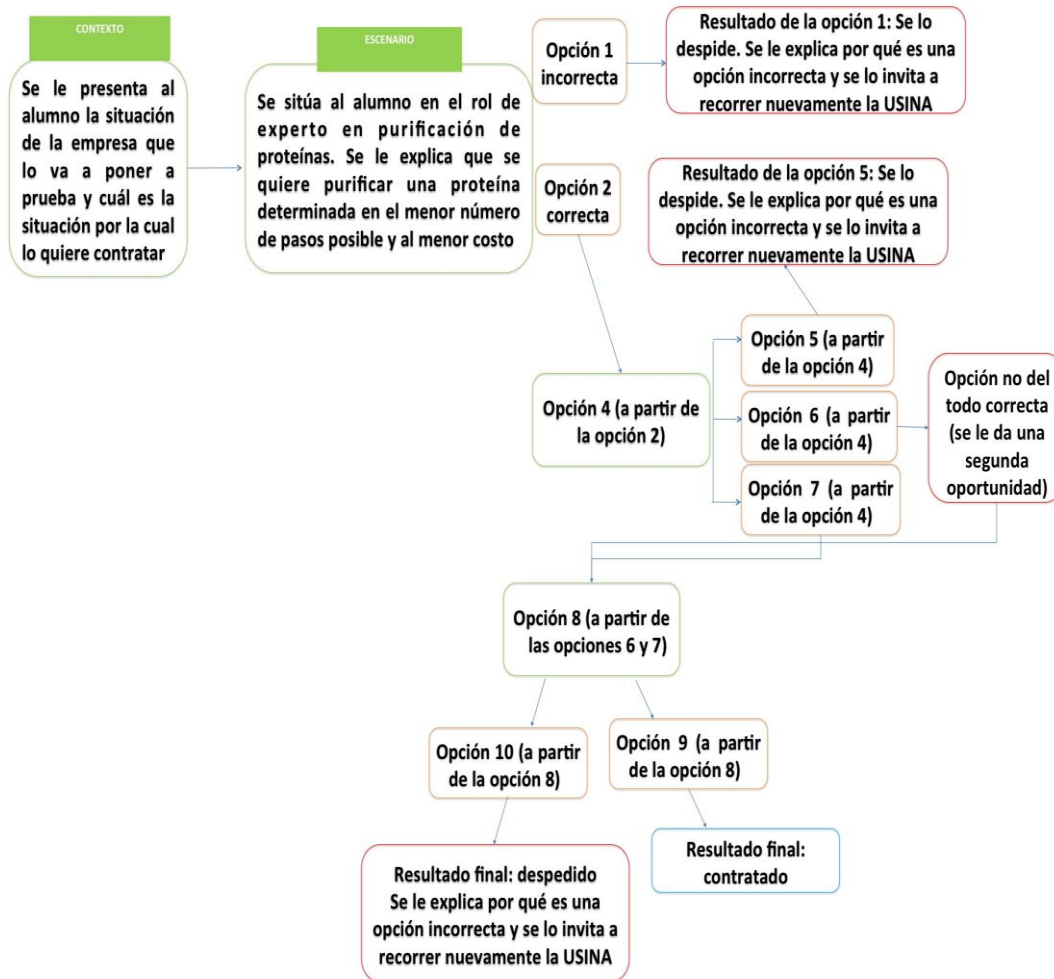 CONTEXTO
Se le presenta al
alumno la situación
de la empresa que
lo va a poner a
prueba y cuál es la
situación por la cual
lo quiere contratar
ESCENARIO
Se sitúa al alumno en el rol de
experto en purificación de
proteínas. Se le explica que se
quiere purificar una proteína
determinada en el menor número
de pasos posible y al menor costo
Opción 1
incorrecta
Resultado de la opción 1: Se lo
despide. Se le explica por qué es una
opción incorrecta y se lo invita a
recorrer nuevamente la USINA
Opción 2
correcta
Resultado de la opción 5: Se lo
despide. Se le explica por qué es una
opción incorrecta y se lo invita a
recorrer nuevamente la USINA
Opción 4 (a partir de
la opción 2)
Opción 5 (a partir
de la opción 4)
Opción 6 (a partir
de la opción 4)
Opción 7 (a partir
de la opción 4)
Opción no del
todo correcta
(se le da una
segunda
oportunidad)
Opción 8 (a partir de
las opciones 6 y 7)
Opción 10 (a partir
de la opción 8)
Opción 9 (a partir
de la opción 8)
Resultado final: despedido
Se le explica por qué es una
opción incorrecta y se lo invita a
recorrer nuevamente la USINA
Resultado final:
contratado